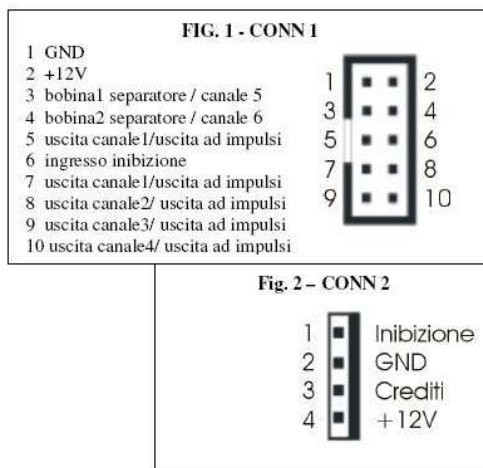 FIG. 1 - CONN 1
1 GND
2 +12V
3 bobina1 separatore / canale 5
4 bobina2 separatore / canale 6
5 uscita canale1/uscita ad impulsi
6 ingresso inibizione
7 uscita canale1/uscita ad impulsi
8 uscita canale2/ uscita ad impulsi
9 uscita canale3/ uscita ad impulsi
10 uscita canale4/ uscita ad impulsi
1 2
3 4
5 6
7 8
9 10
Fig. 2 – CONN 2
1 Inibizione
2 GND
3 Crediti
4 +12V